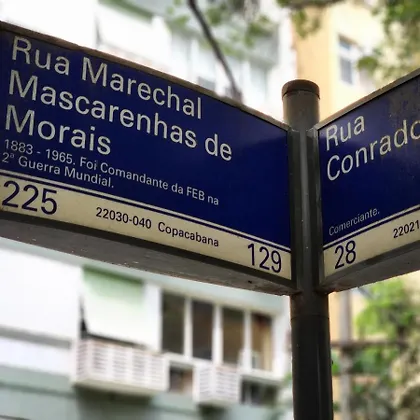 Rua Marechal
Mascarenhas de
Morais
1883 - 1965. Foi Comandante da FEB na
2ª Guerra Mundial.
225 22030-040 Copacabana 129
Rua
Conrado
Comerciante.
28 22021